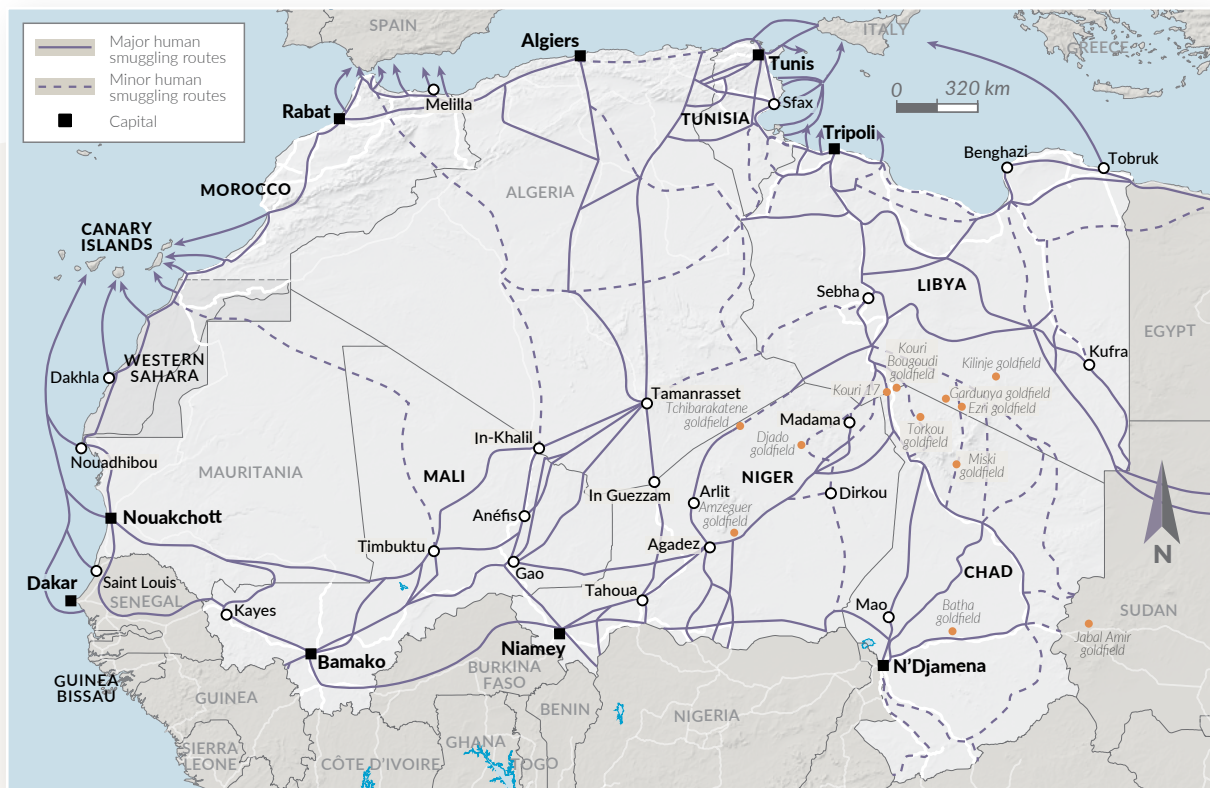 Major human
smuggling routes
Minor human
smuggling routes
Capital
SPAIN
ITALY
GREECE
Algiers
Tunis
0 320 km
Melilla
Sfax
Rabat
TUNISIA
Tripoli
Benghazi
Tobruk
MOROCCO
ALGERIA
CANARY
ISLANDS
LIBYA
Sebha
EGYPT
WESTERN
SAHARA
Dakhla
Kufra
Kouri
Bougoudi
goldfield
Kilinje goldfield
Kouri 17
Gardunya goldfield
Ezri goldfield
Tamanrasset
Tchibarakatene
goldfield
Madama
Torkou
goldfield
Djado
goldfield
In-Khalil
Nouadhibou
MAURITANIA
MALI
Miski
goldfield
NIGER
In Guezzam
Arlit
Dirkou
Amzeguer
goldfield
Nouakchott
Anéfis
Timbuktu
Agadez
N
Gao
CHAD
Dakar
Saint Louis
SENEGAL
Tahoua
Kayes
Mao
Batha
goldfield
SUDAN
Jabal Amir
goldfield
Niamey
Bamako
N'Djamena
BURKINA
FASO
GUINEA
BISSAU
GUINEA
BENIN
NIGERIA
SIERRA
LEONE
CÔTE D'IVOIRE
GHANA
TOGO